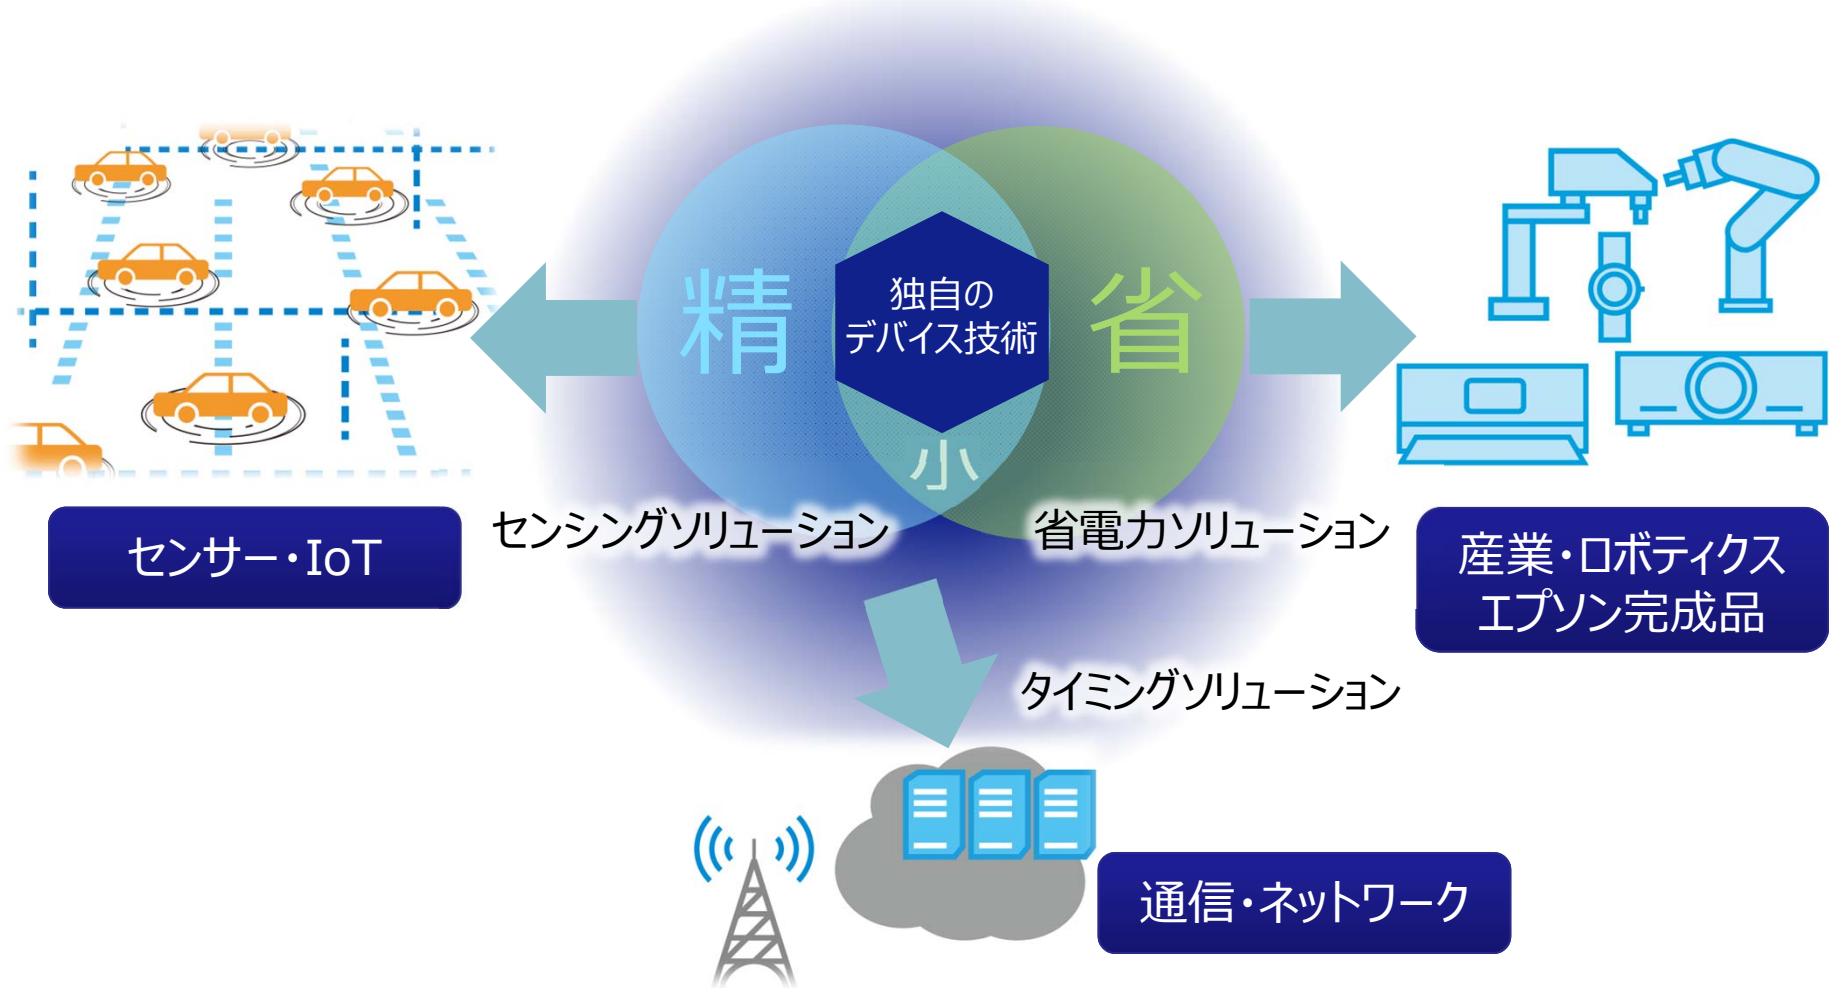 精
独自の
デバイス技術
省
小
センシングソリューション
省電力ソリューション
センサー・IoT
産業・ロボティクス
エプソン完成品
タイミングソリューション
通信・ネットワーク